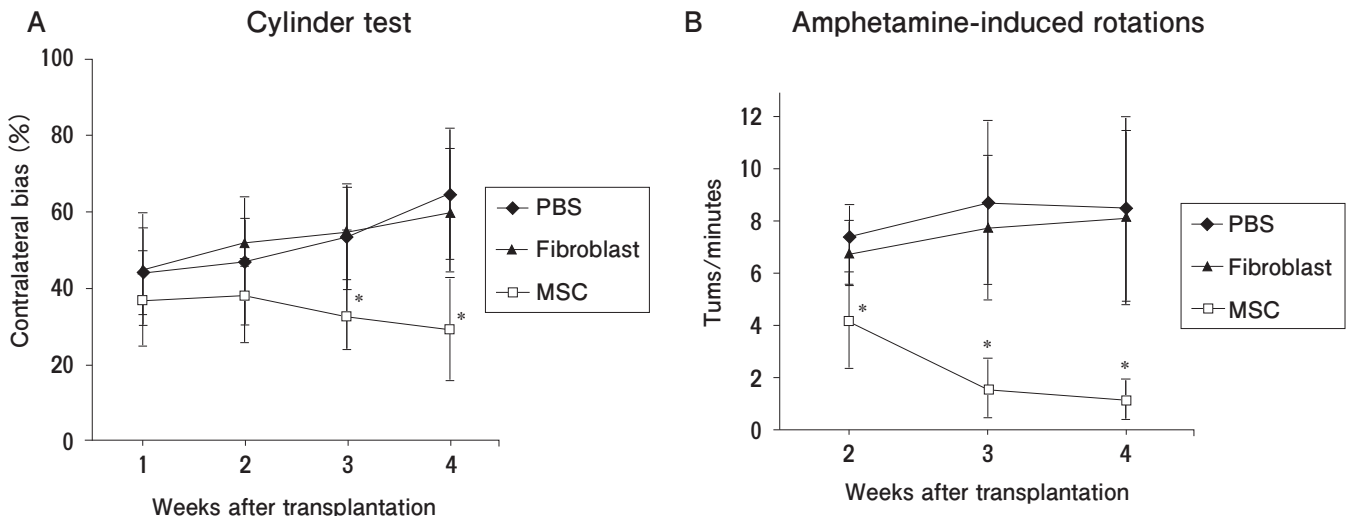 A Cylinder test
100
80
60
40
20
0
Contralateral bias (%)
1 2 3 4
Weeks after transplantation
PBS
Fibroblast
MSC
*
*
B Amphetamine-induced rotations
12
10
8
6
4
2
0
Tums/minutes
2 3 4
Weeks after transplantation
PBS
Fibroblast
MSC
*
*
*